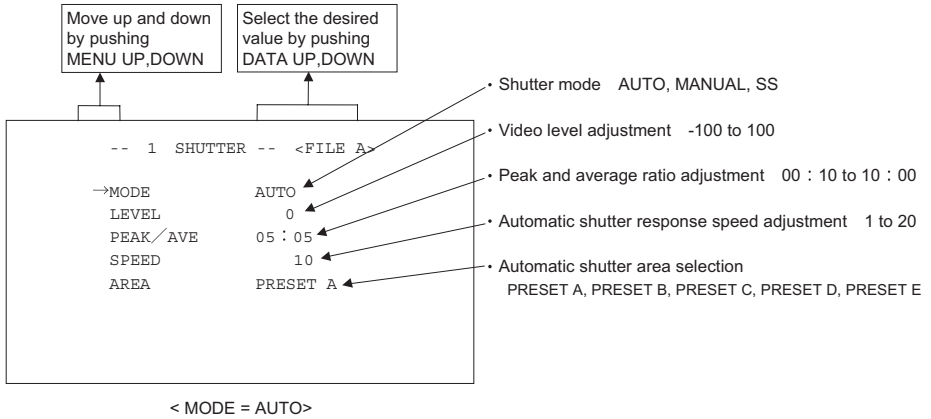 Move up and down
by pushing
MENU UP,DOWN
Select the desired
value by pushing
DATA UP,DOWN
-- 1 SHUTTER -- <FILE A>
→MODE AUTO
LEVEL 0
PEAK／AVE 05：05
SPEED 10
AREA PRESET A
・Shutter mode AUTO, MANUAL, SS
・Video level adjustment -100 to 100
・Peak and average ratio adjustment 00：10 to 10：00
・Automatic shutter response speed adjustment 1 to 20
・Automatic shutter area selection
PRESET A, PRESET B, PRESET C, PRESET D, PRESET E
< MODE = AUTO>